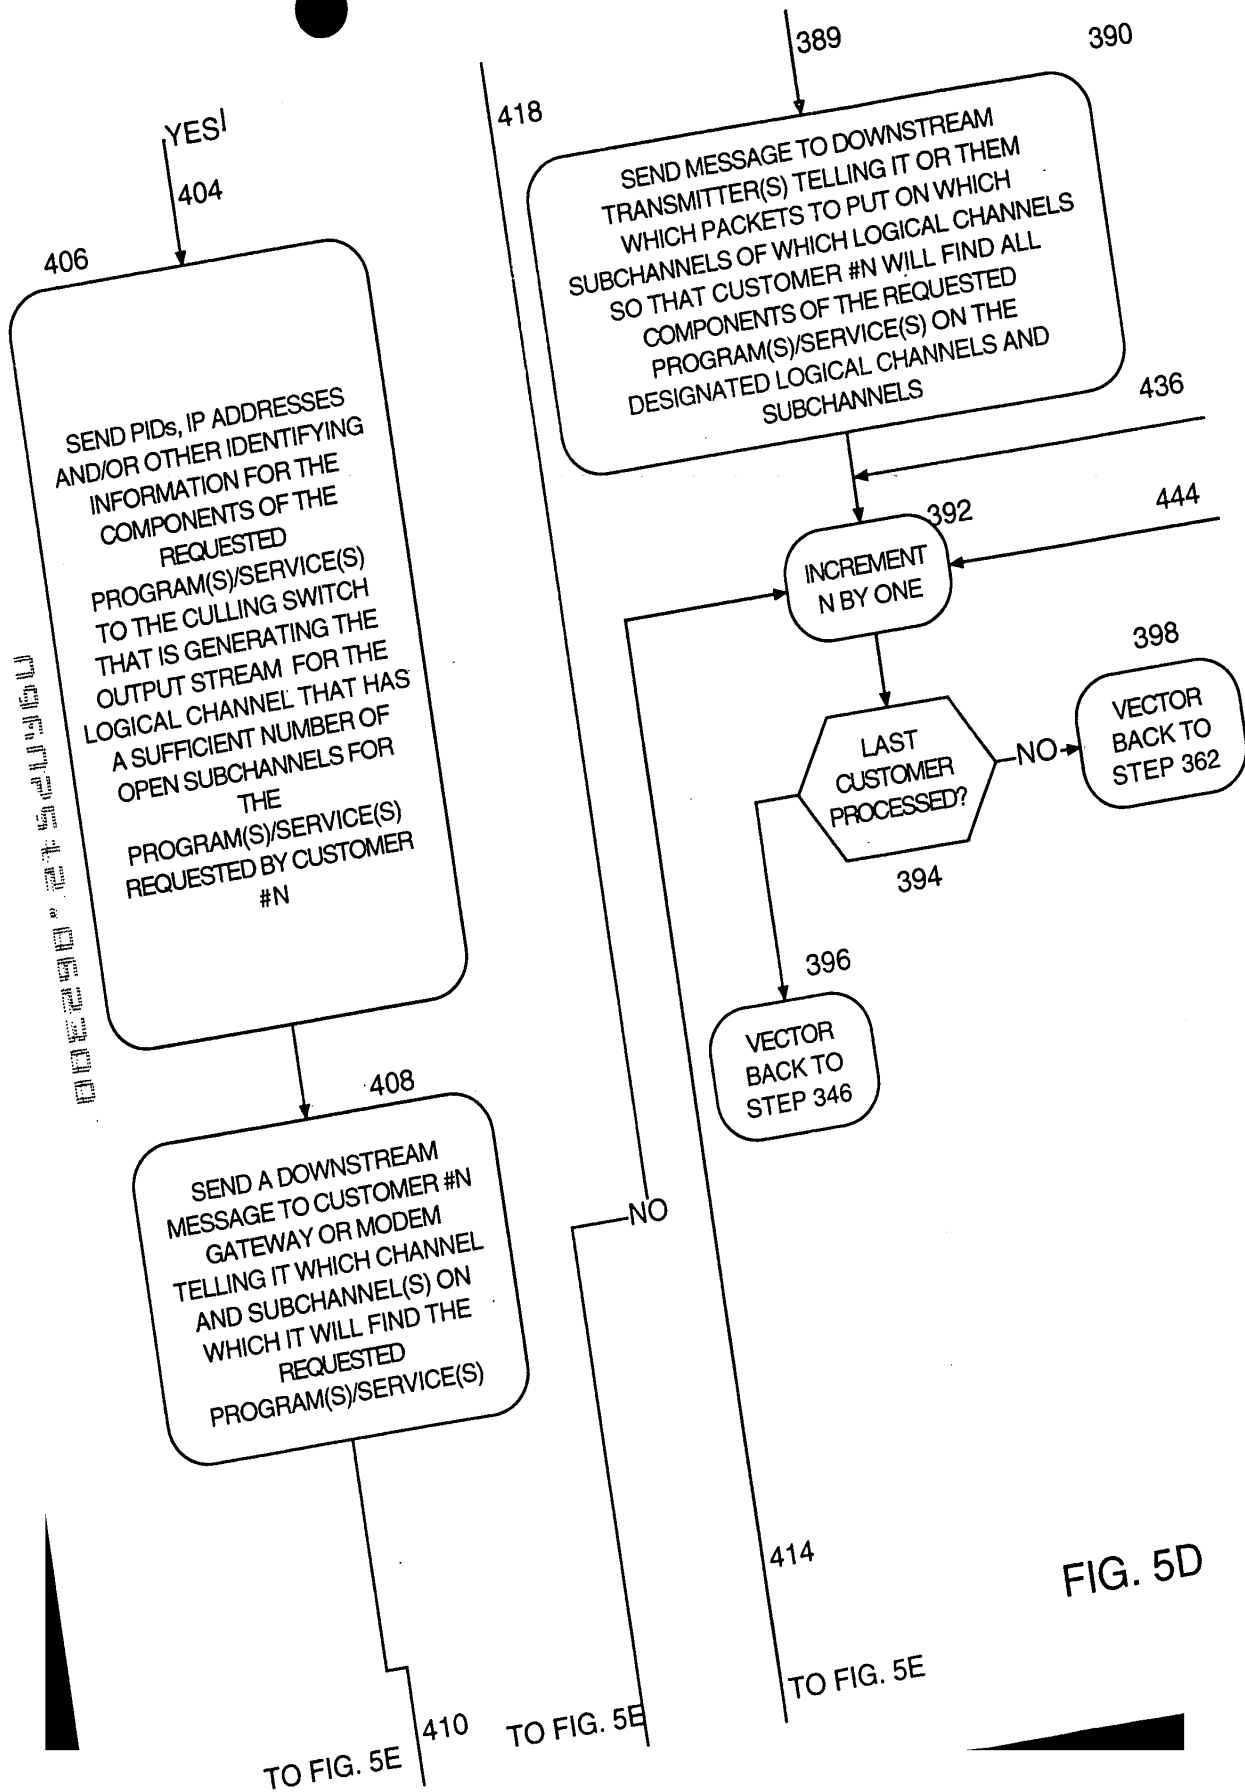 YES
404
406
SEND PIDs, IP ADDRESSES
AND/OR OTHER IDENTIFYING
INFORMATION FOR THE
COMPONENTS OF THE
REQUESTED
PROGRAM(S)/SERVICE(S)
TO THE CULLING SWITCH
THAT IS GENERATING THE
OUTPUT STREAM FOR THE
LOGICAL CHANNEL THAT HAS
A SUFFICIENT NUMBER OF
OPEN SUBCHANNELS FOR
THE
PROGRAM(S)/SERVICE(S)
REQUESTED BY CUSTOMER
#N
408
SEND A DOWNSTREAM
MESSAGE TO CUSTOMER #N
GATEWAY OR MODEM
TELLING IT WHICH CHANNEL
AND SUBCHANNEL(S) ON
WHICH IT WILL FIND THE
REQUESTED
PROGRAM(S)/SERVICE(S)
410
TO FIG. 5E
418
389
390
SEND MESSAGE TO DOWNSTREAM
TRANSMITTER(S) TELLING IT OR THEM
WHICH PACKETS TO PUT ON WHICH
SUBCHANNELS OF WHICH LOGICAL CHANNELS
SO THAT CUSTOMER #N WILL FIND ALL
COMPONENTS OF THE REQUESTED
PROGRAM(S)/SERVICE(S) ON THE
DESIGNATED LOGICAL CHANNELS AND
SUBCHANNELS
436
392
444
INCREMENT
N BY ONE
398
LAST
CUSTOMER
PROCESSED?
NO
VECTOR
BACK TO
STEP 362
394
396
VECTOR
BACK TO
STEP 346
NO
TO FIG. 5E
414
TO FIG. 5E
FIG. 5D